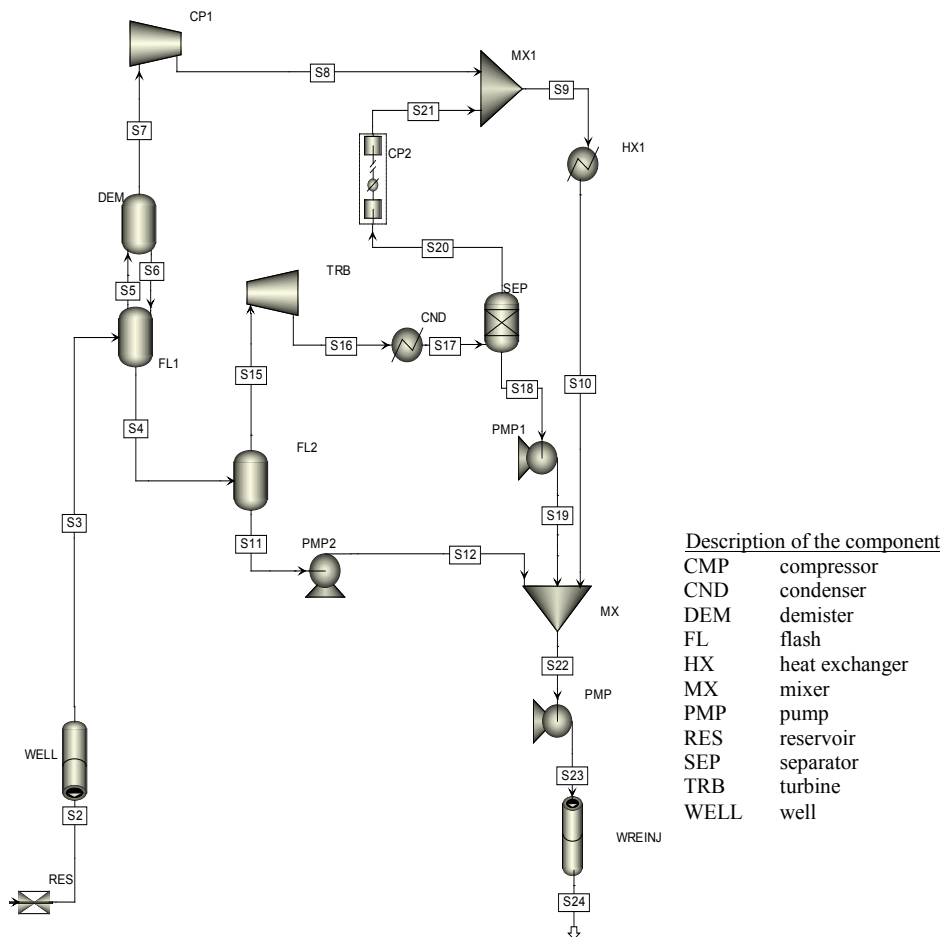 CP1
S8
MX1
S9
S21
S7
CP2
HX1
DEM
S20
S5
S6
TRB
SEP
CND
S16
S17
FL1
S15
S10
S18
S4
PMP1
FL2
S19
S3
S11
PMP2
S12
MX
Description of the component
CMP compressor
CND condenser
DEM demister
FL flash
HX heat exchanger
MX mixer
PMP pump
RES reservoir
SEP separator
TRB turbine
WELL well
S22
PMP
WELL
S23
S2
WREINJ
RES
S24